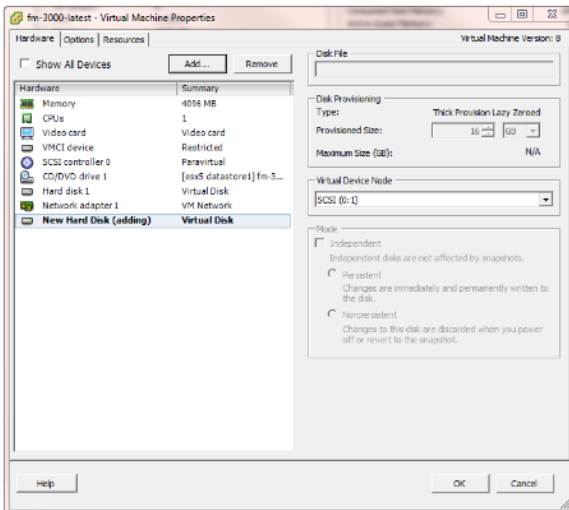 fm-3000-latest - Virtual Machine Properties
Hardware Options Resources
Virtual Machine Version: 8
Show All Devices
Add...
Remove
Hardware Summary
Memory 4096 MB
CPUs 1
Video card Video card
VMCI device Restricted
SCSI controller 0 Paravirtual
CD/DVD drive 1 [esx5 datastore1] fm-3...
Hard disk 1 Virtual Disk
Network adapter 1 VM Network
New Hard Disk (adding) Virtual Disk
Disk File
Disk Provisioning
Type: Thick Provision Lazy Zeroed
Provisioned Size: 16 GB
Maximum Size (GB): N/A
Virtual Device Node
SCSI (0:1)
Mode
Independent
Independent disks are not affected by snapshots.
Persistent
Changes are immediately and permanently written to
the disk.
Nonpersistent
Changes to this disk are discarded when you power
off or revert to the snapshot.
Help
OK
Cancel